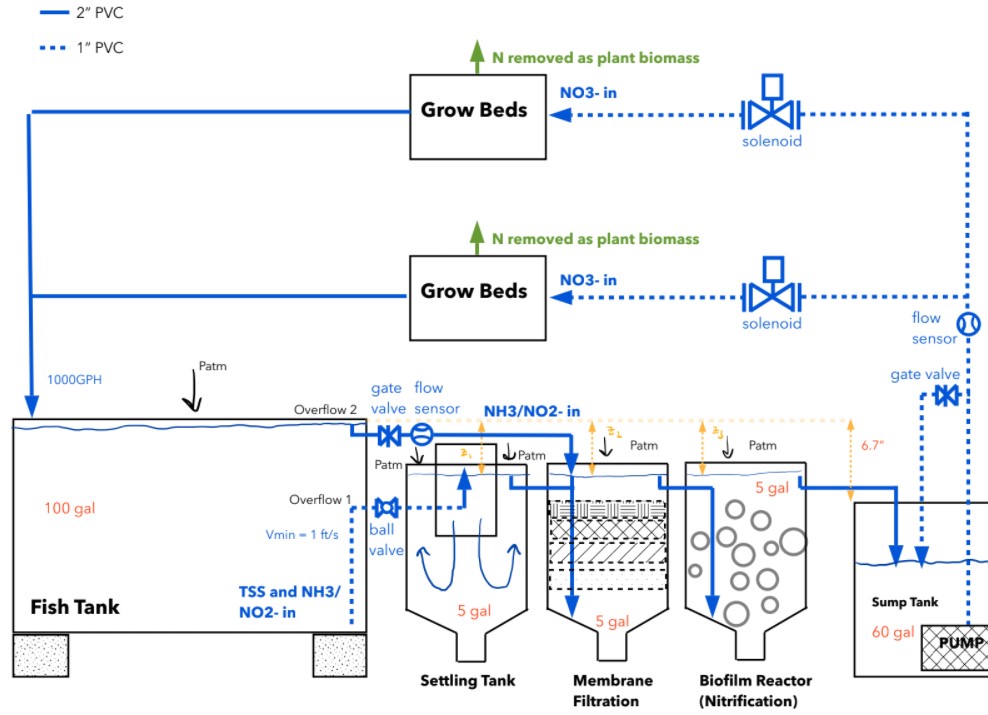 2" PVC
1" PVC
N removed as plant biomass
Grow Beds
NO3- in
solenoid
N removed as plant biomass
Grow Beds
NO3- in
solenoid
flow
sensor
gate valve
1000GPH
Patm
Overflow 2
gate
valve
flow
sensor
NH3/NO2- in
Patm
Patm
z1
z2
Patm
z3
Patm
6.7"
100 gal
Overflow 1
Vmin = 1 ft/s
ball
valve
TSS and NH3/
NO2- in
Fish Tank
5 gal
5 gal
5 gal
Sump Tank
60 gal
PUMP
Settling Tank
Membrane
Filtration
Biofilm Reactor
(Nitrification)